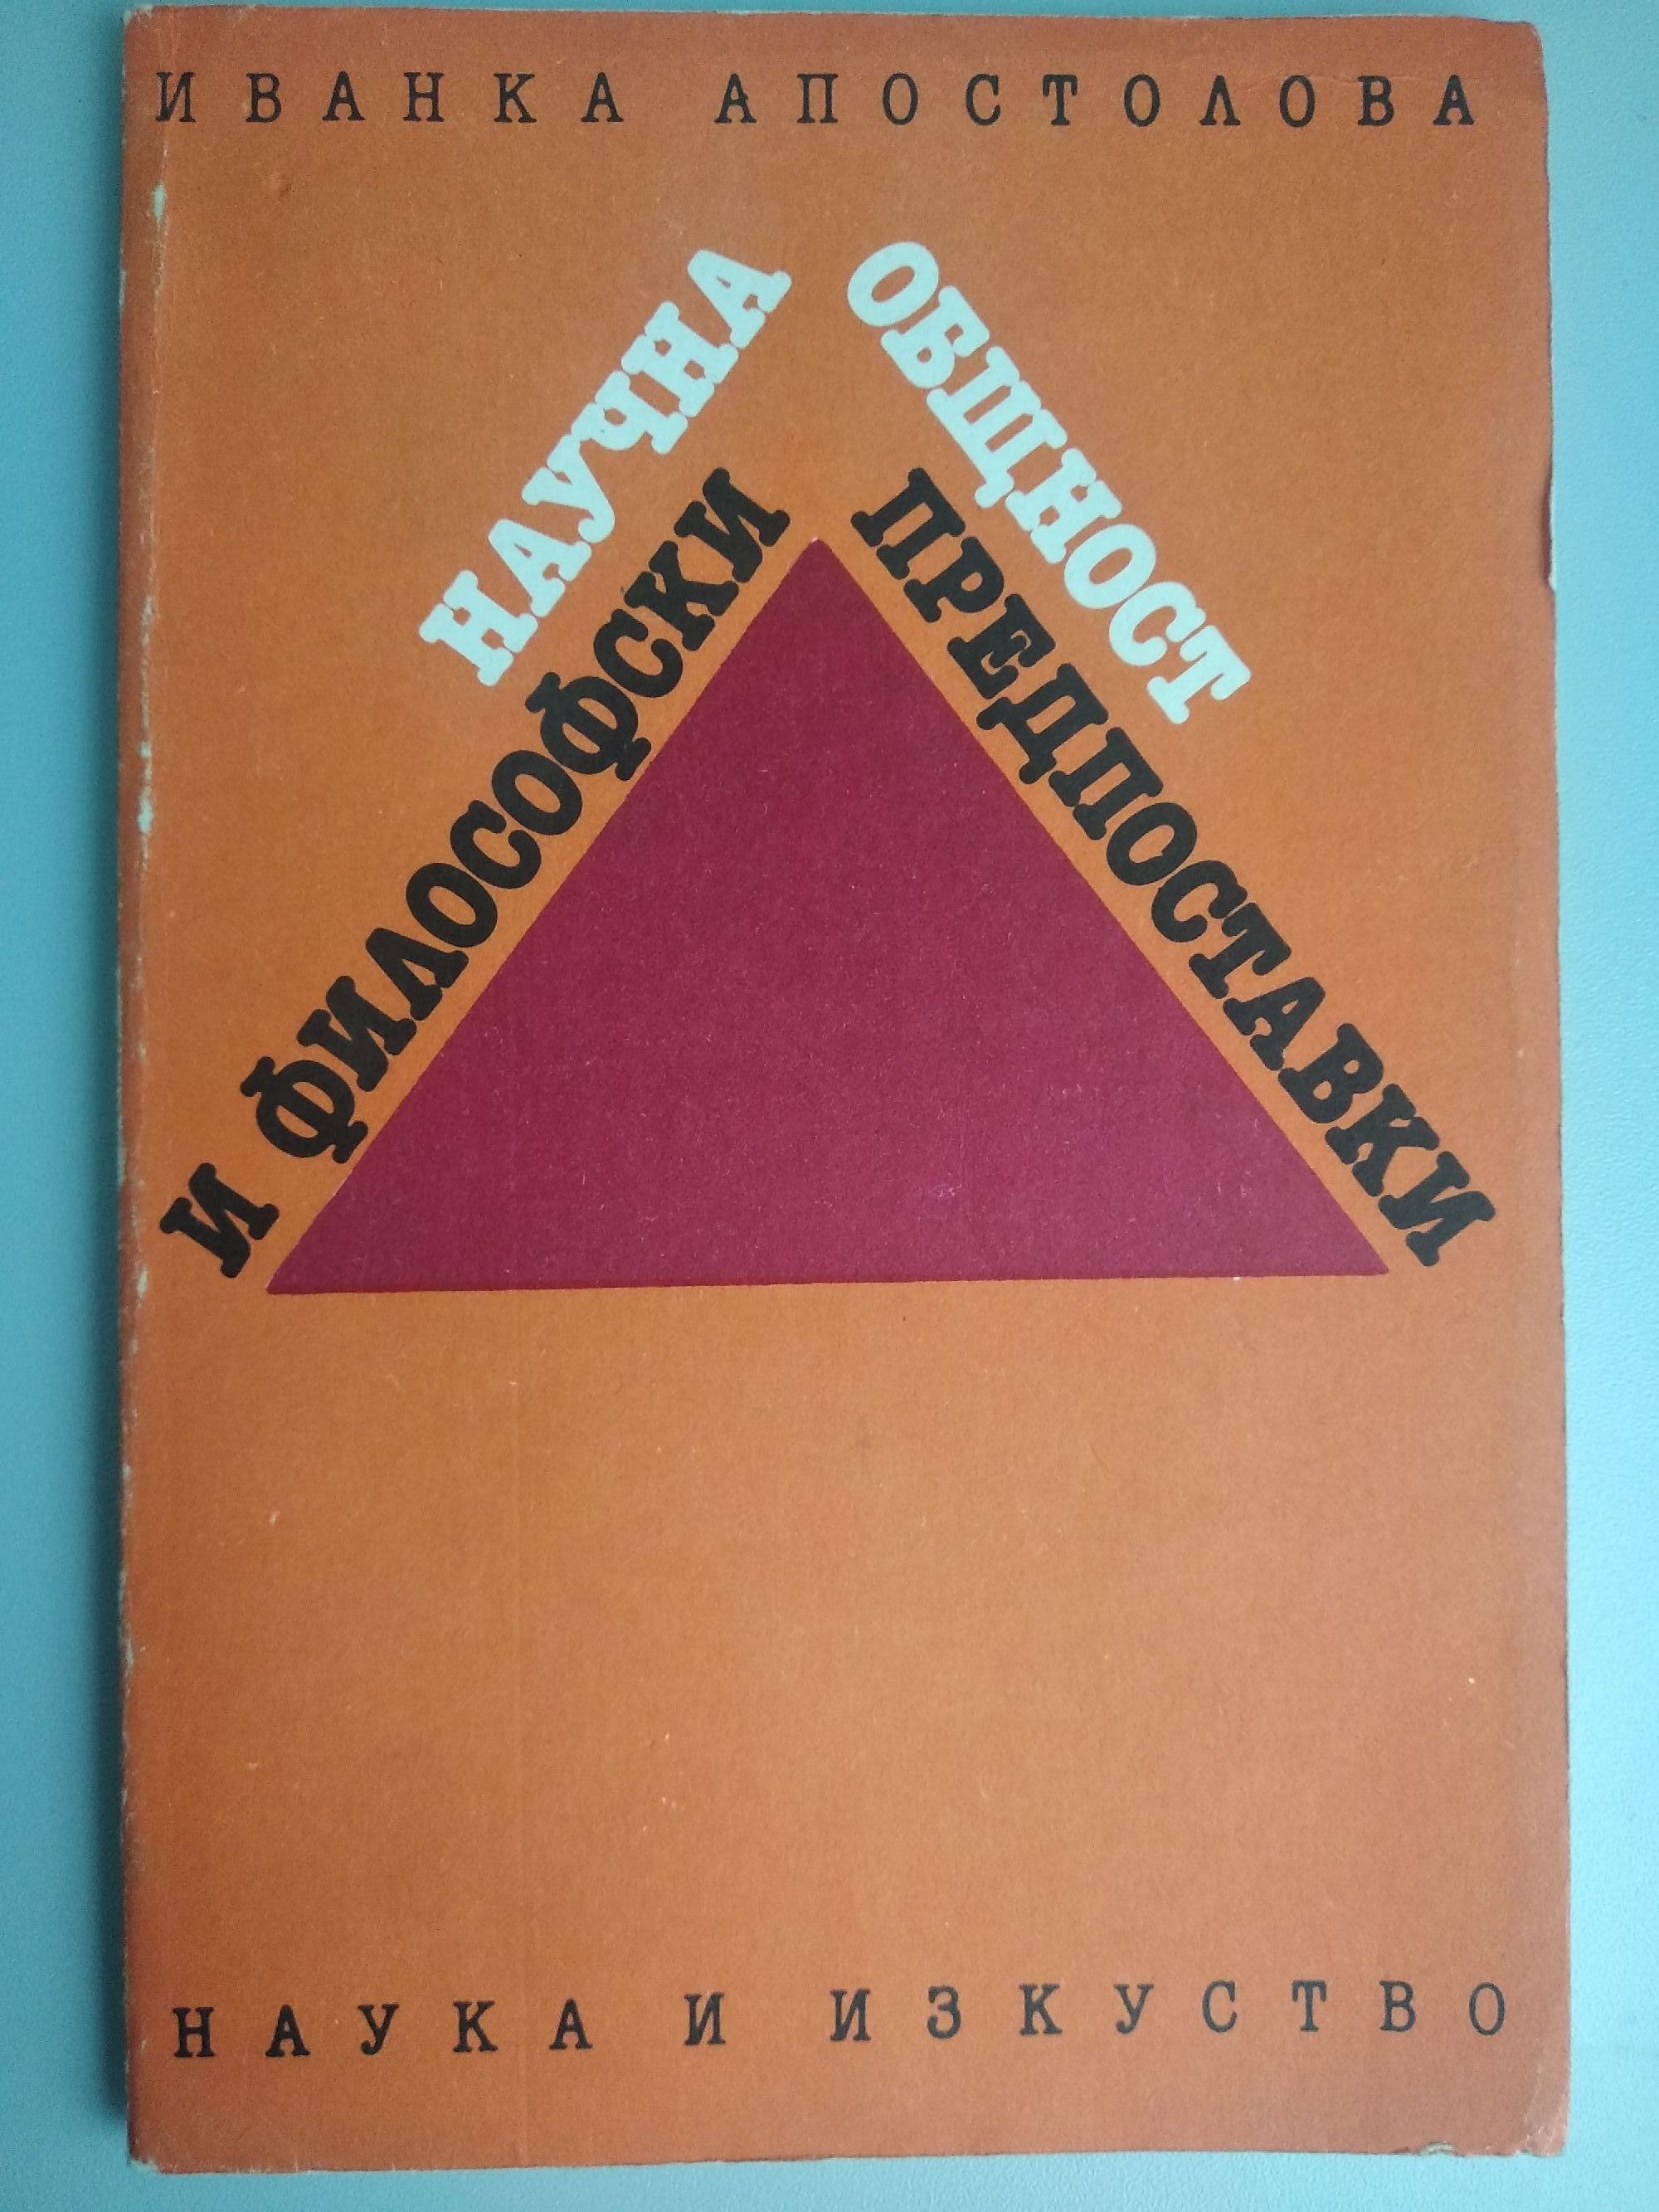 ИВАНКА АПОСТОЛОВА
НАУЧНА ОБЩНОСТ
И ФИЛОСОФСКИ ПРЕДПОСТАВКИ
НАУКА И ИЗКУСТВО